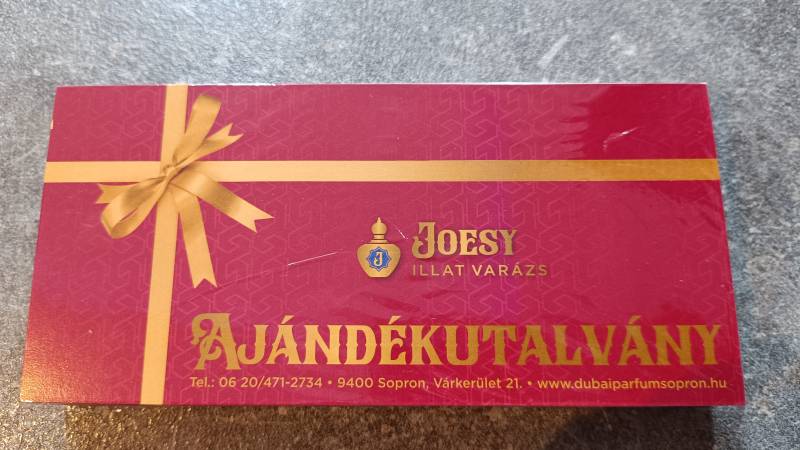 J
JOESY
ILLAT VARÁZS
AJÁNDÉKUTALVÁNY
Tel.: 06 20/471-2734 • 9400 Sopron, Várkerület 21. • www.dubaiparfumsopron.hu